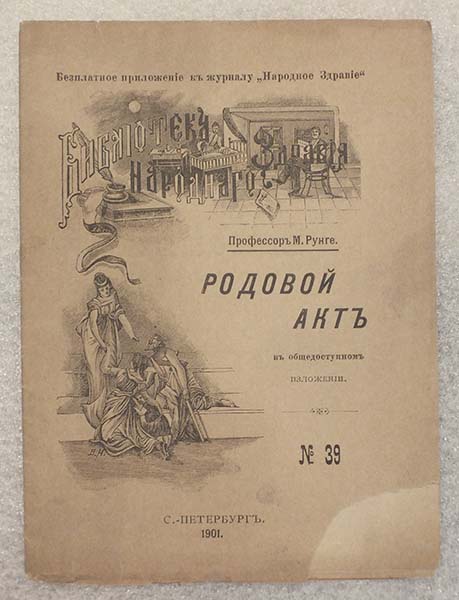 Безплатное приложеніе къ журналу „Народное Здравіе“
Библіотека
Народнаго Здравія
Профессоръ М. Рунге.
РОДОВОЙ
АКТЪ
въ общедоступномъ
изложеніи.
№ 39
С.-ПЕТЕРБУРГЪ.
1901.